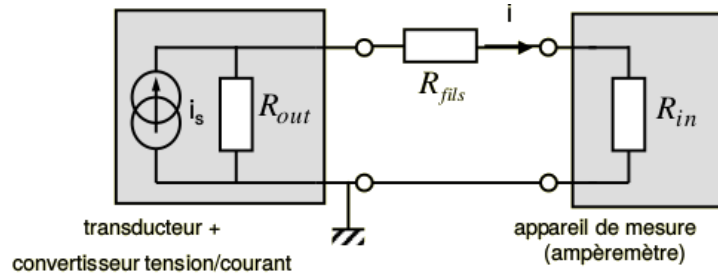 i
R_fils
i_s
R_out
R_in
transducteur +
convertisseur tension/courant
appareil de mesure
(ampèremètre)